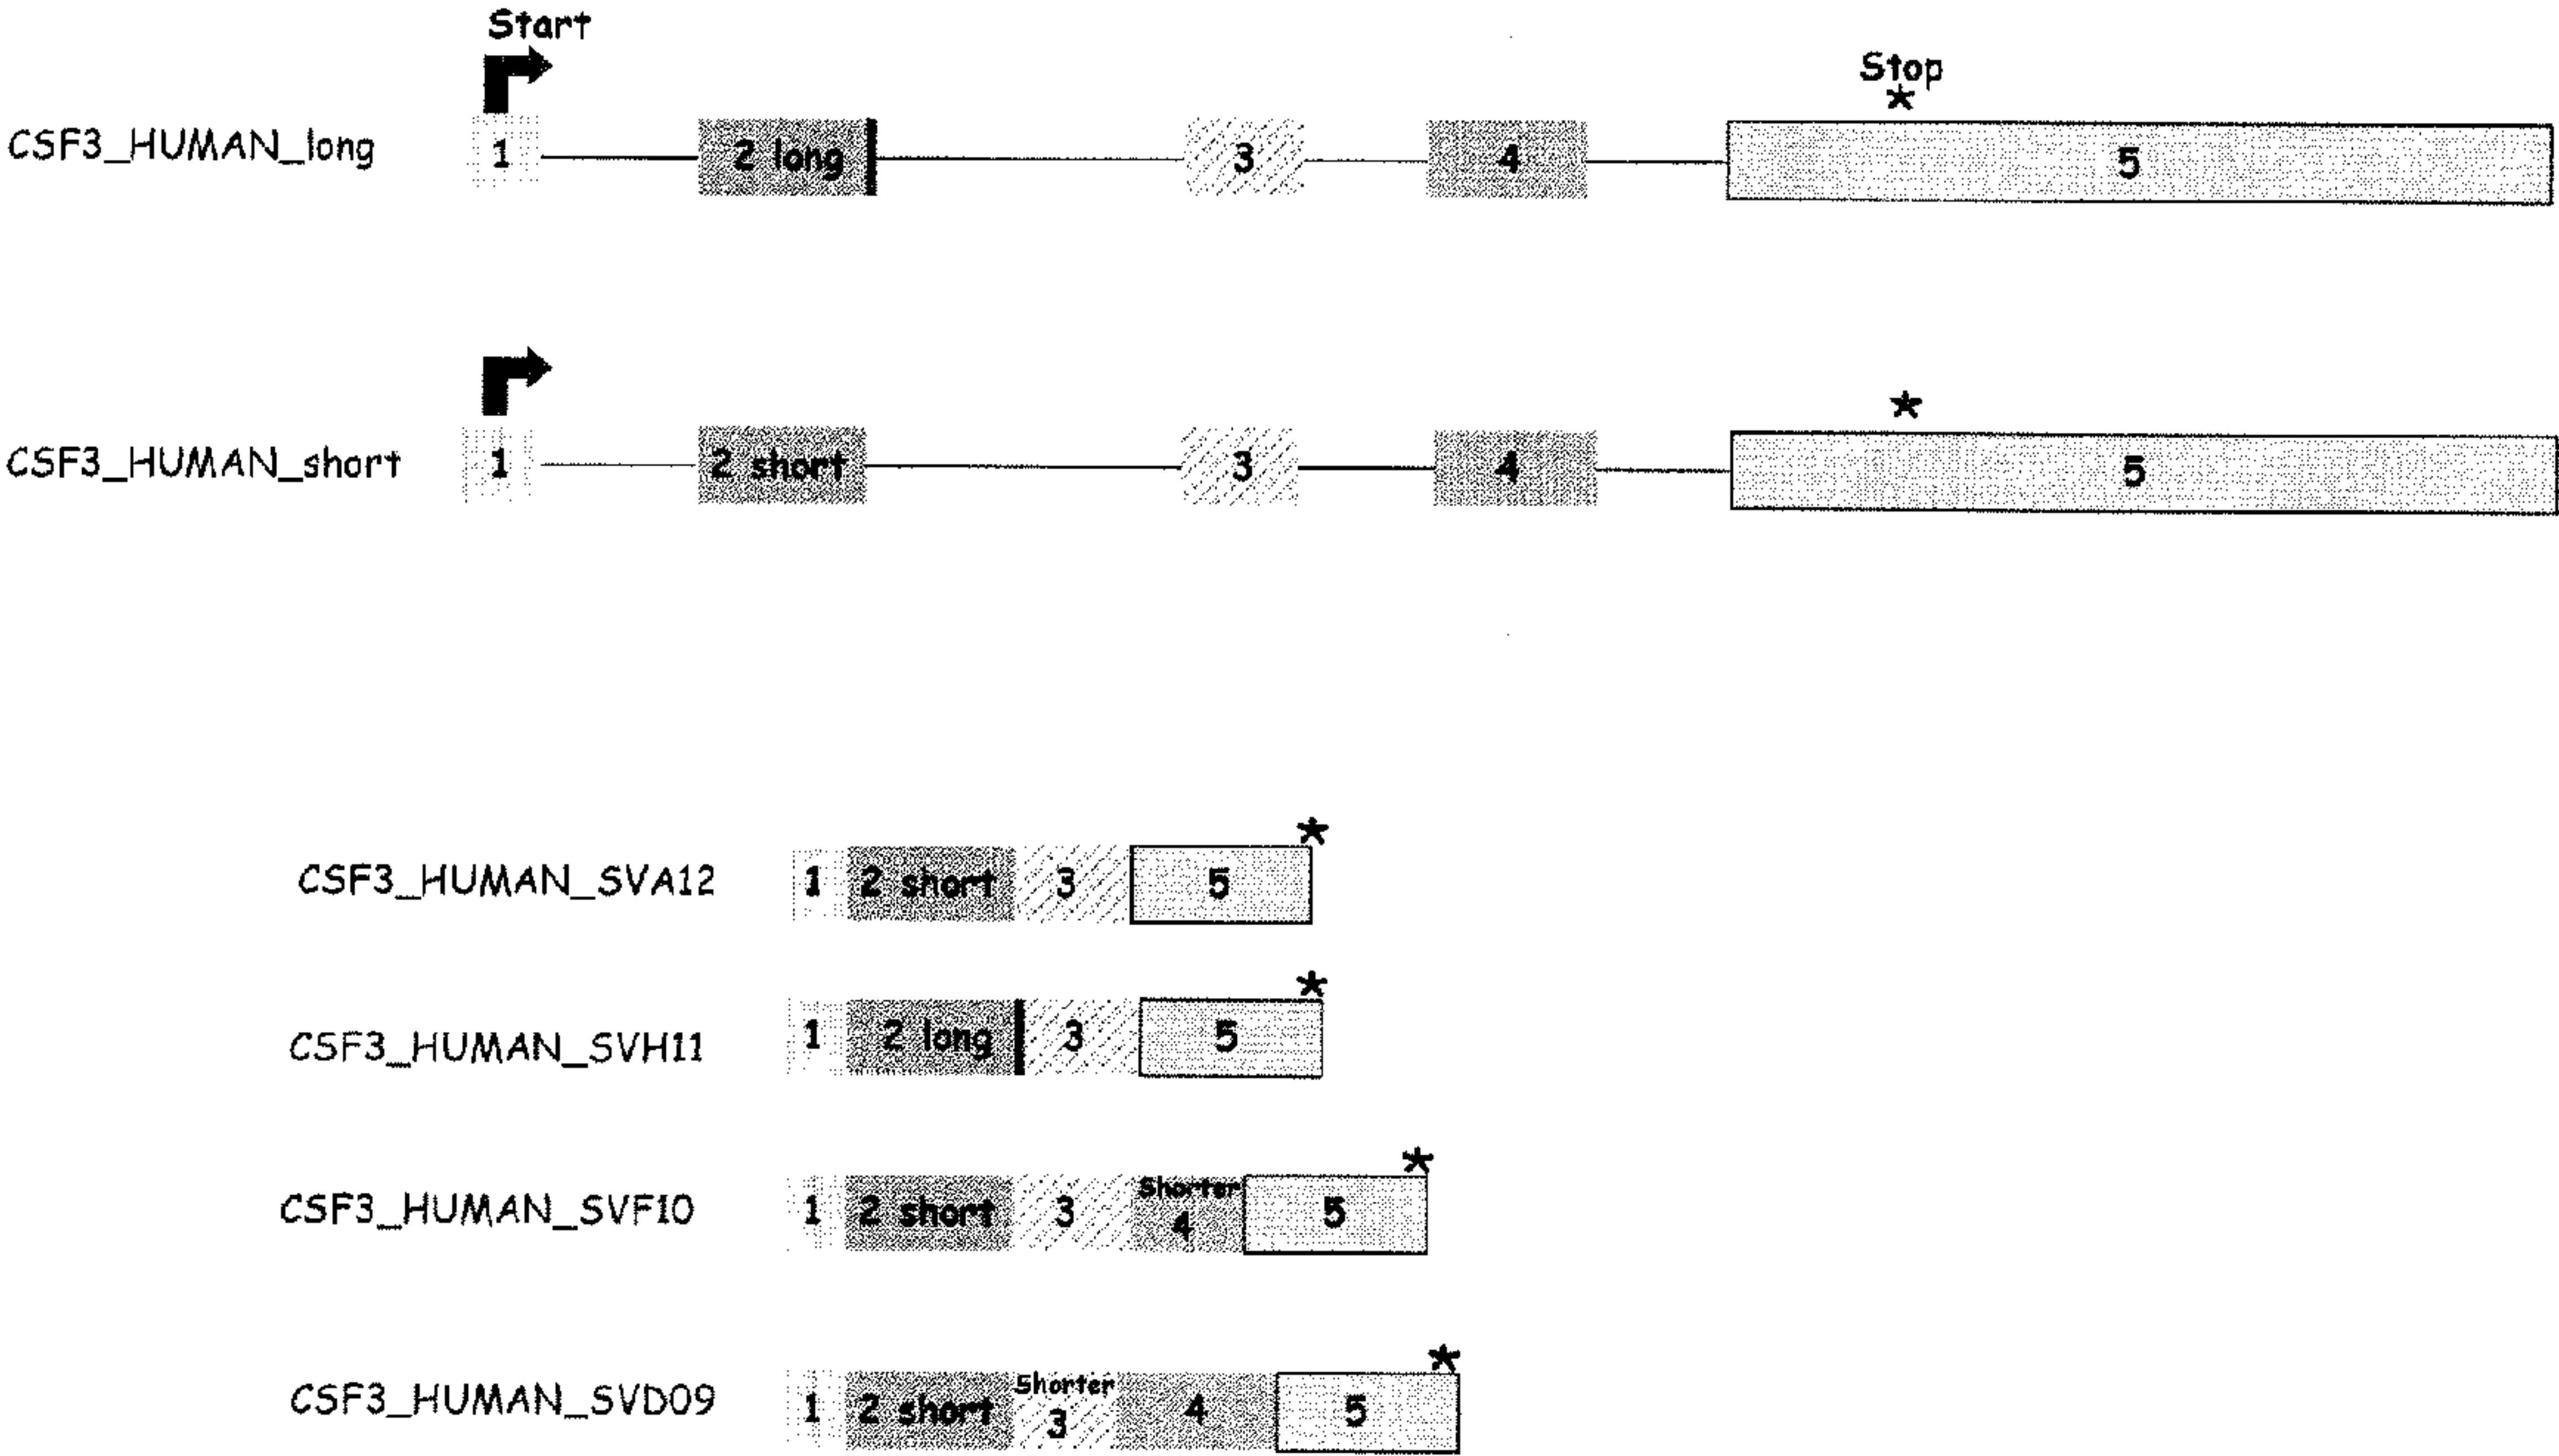 Start
Stop
*
CSF3_HUMAN_long 1 2 long 3 4 5
*
CSF3_HUMAN_short 1 2 short 3 4 5
*
CSF3_HUMAN_SVA12 1 2 short 3 5
*
CSF3_HUMAN_SVH11 1 2 long 3 5
*
CSF3_HUMAN_SVF10 1 2 short 3 Shorter 4 5
*
CSF3_HUMAN_SVD09 1 2 short Shorter 3 4 5